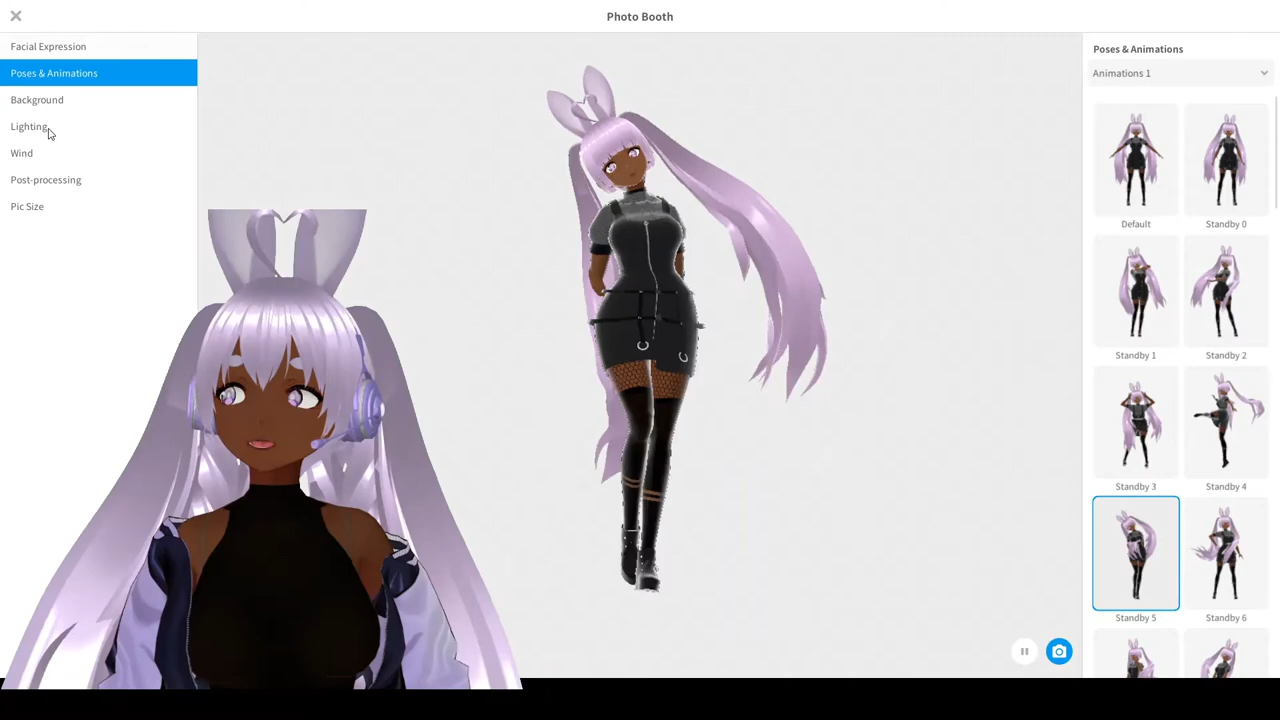 Photo Booth
Facial Expression
Poses & Animations
Background
Lighting
Wind
Post-processing
Pic Size
Poses & Animations
Animations 1
Default
Standby 0
Standby 1
Standby 2
Standby 3
Standby 4
Standby 5
Standby 6